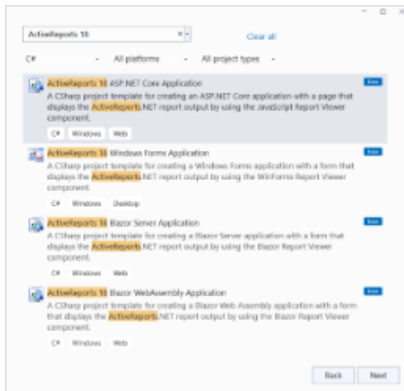 ActiveReports 18
Clear all
C# All platforms All project types
ActiveReports 18 ASP.NET Core Application New
A CSharp project template for creating an ASP.NET Core application with a page that
displays the ActiveReports.NET report output by using the JavaScript Report Viewer
component.
C# Windows Web
ActiveReports 18 Windows Forms Application New
A CSharp project template for creating a Windows Forms application with a form that
displays the ActiveReports.NET report output by using the WinForms Report Viewer
component.
C# Windows Desktop
ActiveReports 18 Blazor Server Application New
A CSharp project template for creating a Blazor Server application with a form that
displays the ActiveReports.NET report output by using the Blazor Report Viewer
component.
C# Windows Web
ActiveReports 18 Blazor WebAssembly Application New
A CSharp project template for creating a Blazor Web Assembly application with a form
that displays the ActiveReports.NET report output by using the Blazor Report Viewer
component.
C# Windows Web
Back Next